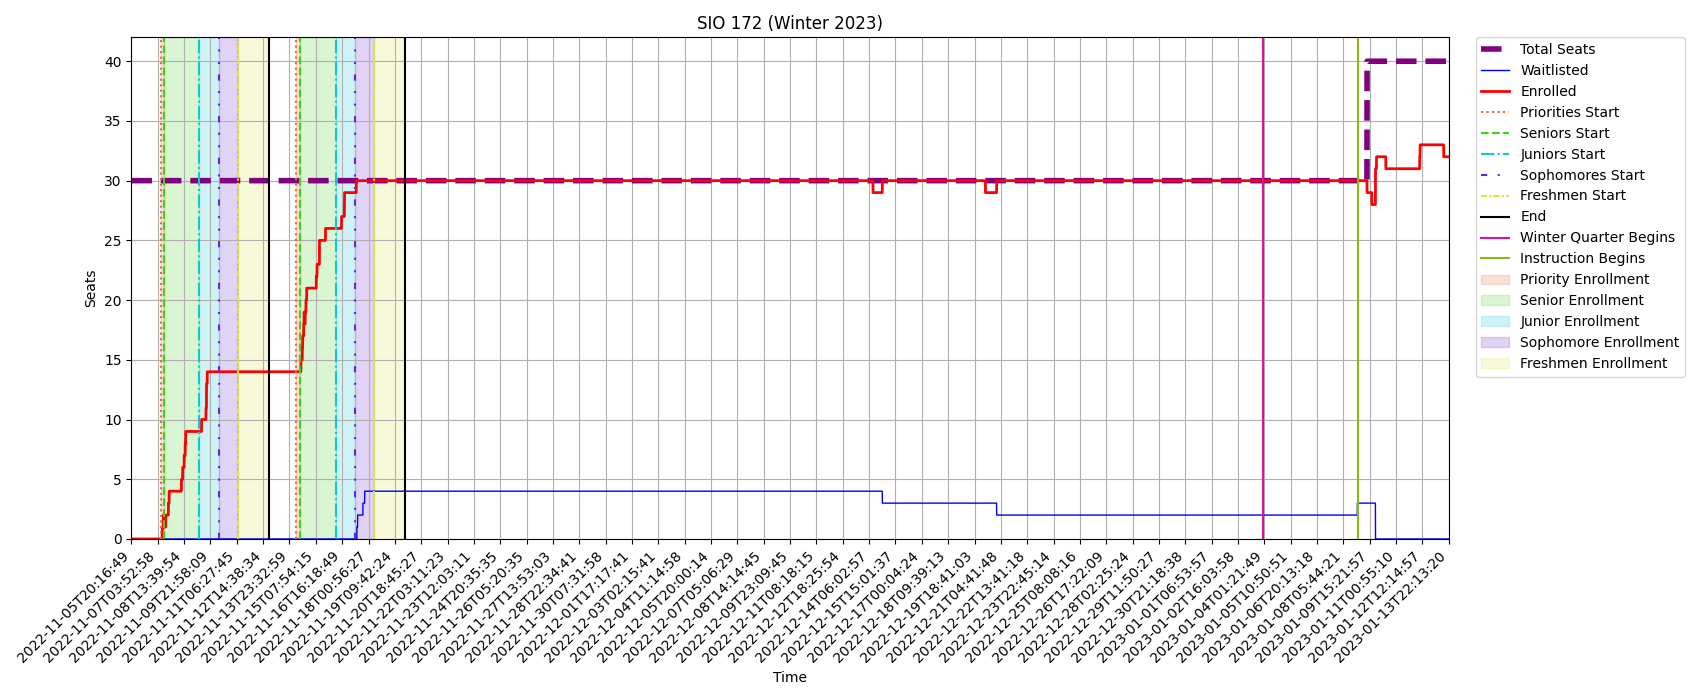 SIO 172 (Winter 2023)
Seats
40
35
30
25
20
15
10
5
0
2022-11-05T20:16:49
2022-11-07T03:52:58
2022-11-08T13:39:54
2022-11-09T21:58:09
2022-11-11T06:27:45
2022-11-12T14:38:34
2022-11-13T23:32:59
2022-11-15T07:54:15
2022-11-16T16:18:49
2022-11-18T00:56:27
2022-11-19T09:42:24
2022-11-20T18:45:27
2022-11-22T03:11:23
2022-11-23T12:03:11
2022-11-24T20:35:35
2022-11-26T05:20:35
2022-11-27T13:53:03
2022-11-28T22:34:41
2022-11-30T07:31:58
2022-12-01T17:17:41
2022-12-03T02:15:41
2022-12-04T11:14:58
2022-12-05T20:00:14
2022-12-07T05:06:29
2022-12-08T14:14:45
2022-12-09T23:09:45
2022-12-11T08:18:15
2022-12-12T18:25:54
2022-12-14T06:02:57
2022-12-15T15:01:37
2022-12-17T00:04:24
2022-12-18T09:39:13
2022-12-19T18:41:03
2022-12-21T04:41:48
2022-12-22T13:41:18
2022-12-23T22:45:14
2022-12-25T08:08:16
2022-12-26T17:22:09
2022-12-28T02:25:24
2022-12-29T11:50:27
2022-12-30T21:18:38
2023-01-01T06:53:57
2023-01-02T16:03:58
2023-01-04T01:21:49
2023-01-05T10:50:51
2023-01-06T20:13:18
2023-01-08T05:44:21
2023-01-09T15:21:57
2023-01-11T00:55:10
2023-01-12T12:14:57
2023-01-13T22:13:20
Time
Total Seats
Waitlisted
Enrolled
Priorities Start
Seniors Start
Juniors Start
Sophomores Start
Freshmen Start
End
Winter Quarter Begins
Instruction Begins
Priority Enrollment
Senior Enrollment
Junior Enrollment
Sophomore Enrollment
Freshmen Enrollment